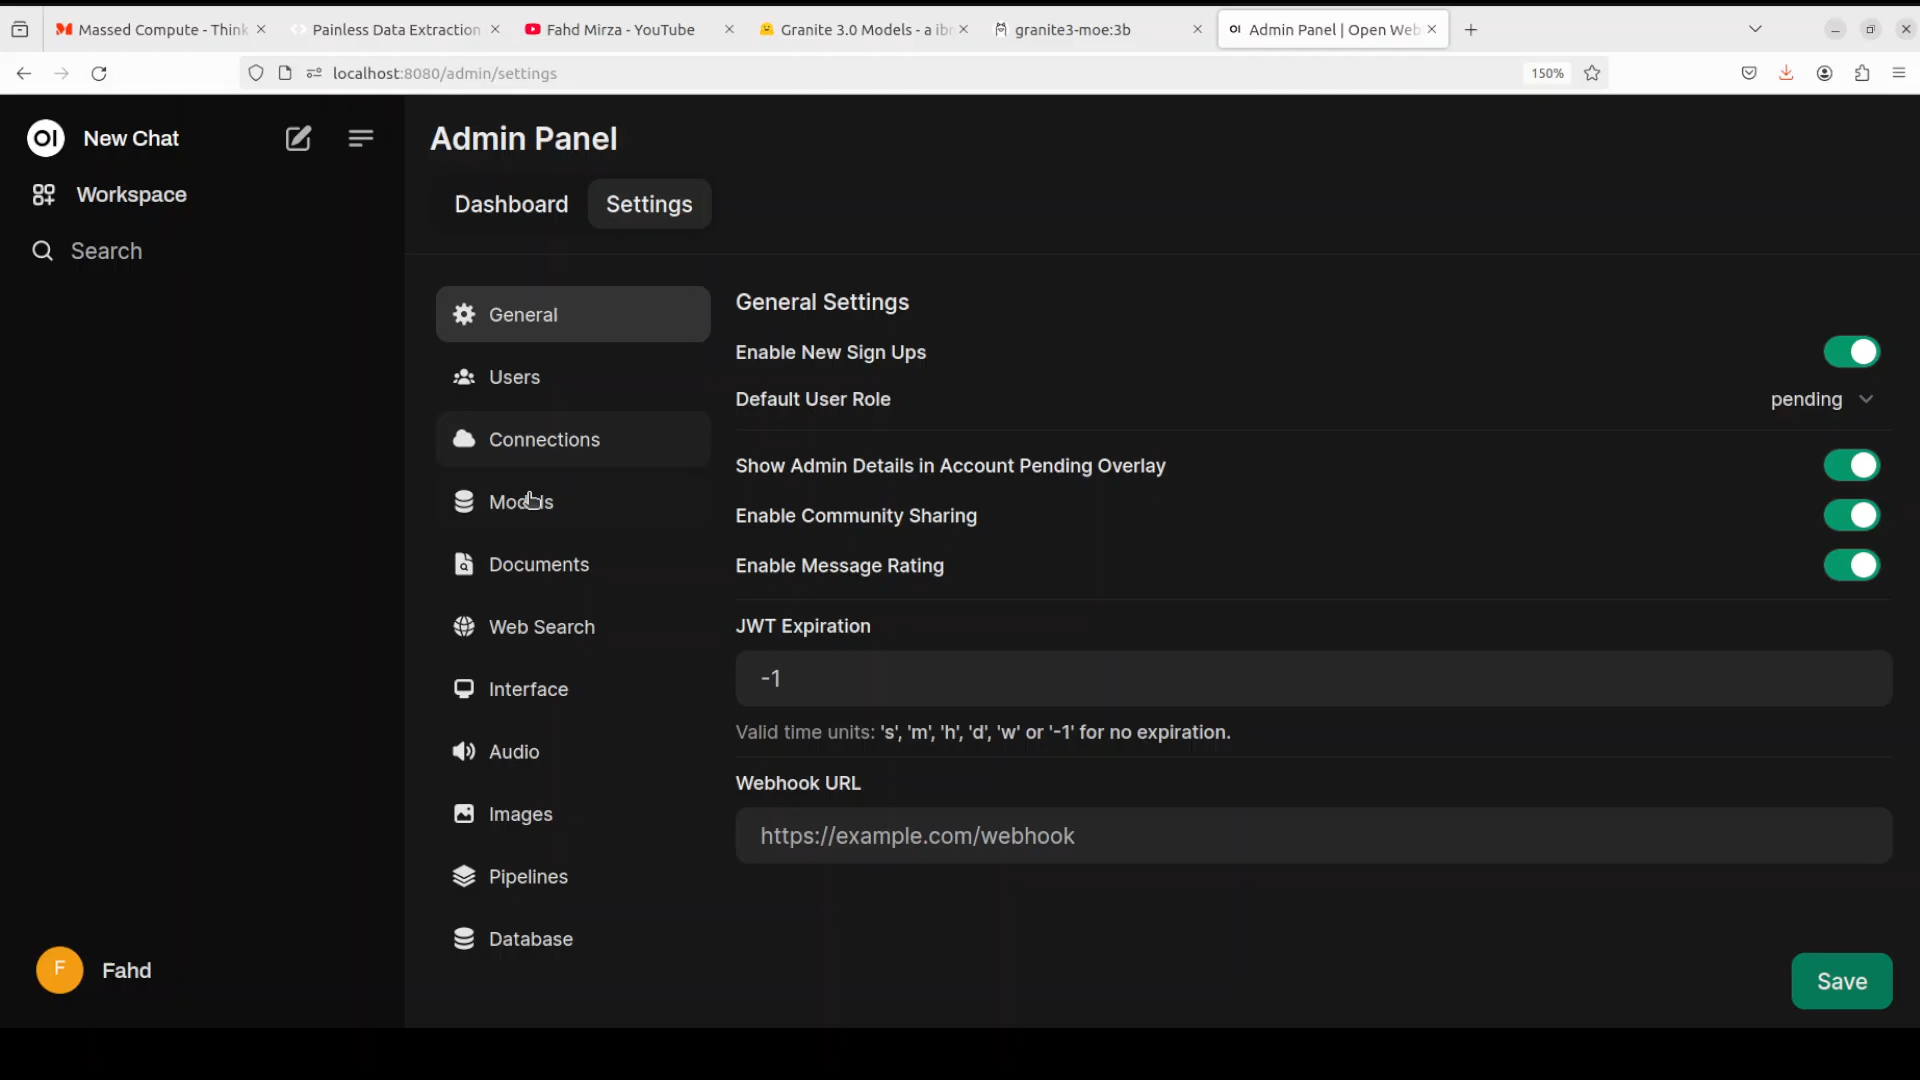 Massed Compute - Think
Painless Data Extraction
Fahd Mirza - YouTube
Granite 3.0 Models - a ibm
granite3-moe:3b
OI Admin Panel | Open Web
localhost:8080/admin/settings
150%
OI New Chat
Workspace
Search
Admin Panel
Dashboard Settings
General
Users
Connections
Models
Documents
Web Search
Interface
Audio
Images
Pipelines
Database
General Settings
Enable New Sign Ups
Default User Role pending
Show Admin Details in Account Pending Overlay
Enable Community Sharing
Enable Message Rating
JWT Expiration
-1
Valid time units: 's', 'm', 'h', 'd', 'w' or '-1' for no expiration.
Webhook URL
https://example.com/webhook
F Fahd
Save